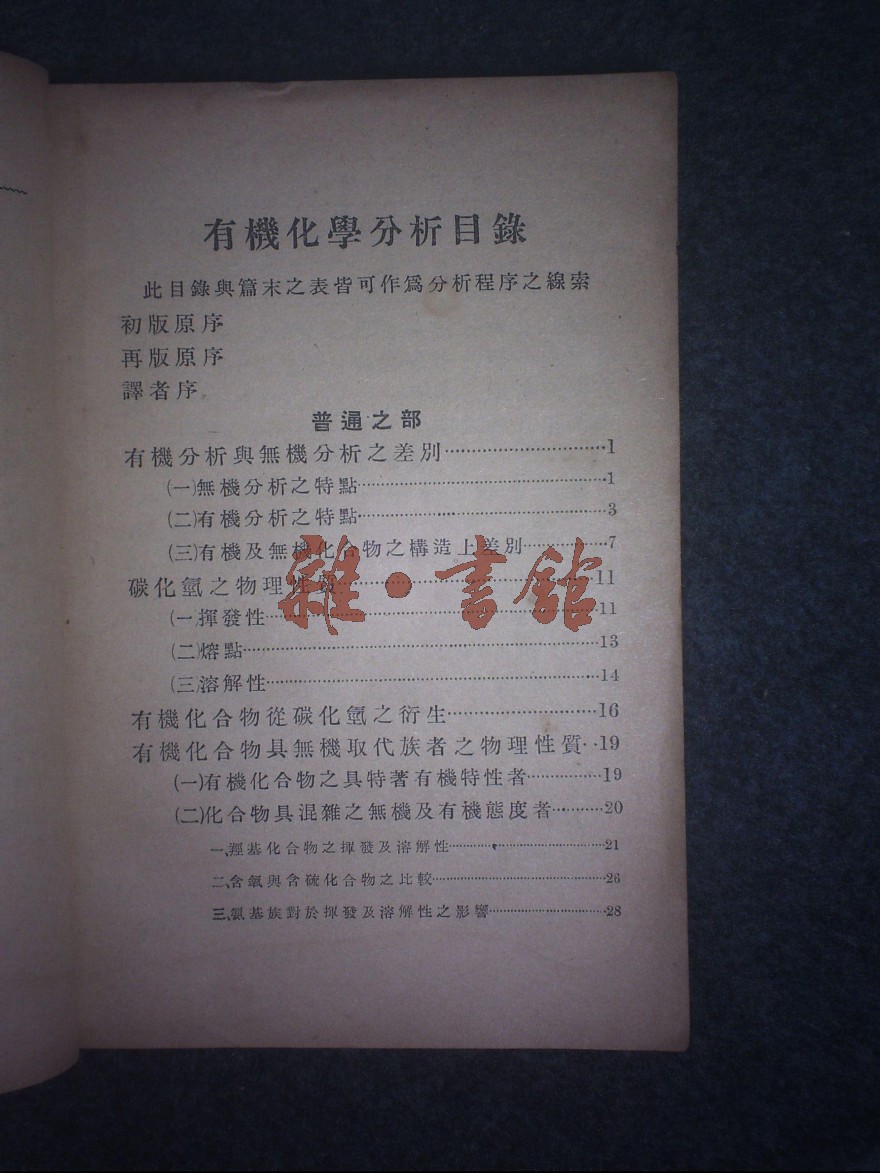 有機化學分析目錄
此目錄與篇末之表皆可作爲分析程序之線索
初版原序
再版原序
譯者序
普通之部
有機分析與無機分析之差別…………………………1
(一)無機分析之特點…………………………1
(二)有機分析之特點…………………………3
(三)有機及無機化合物之構造上差別…………7
碳化氫之物理性質…………………………11
(一)揮發性…………………………11
(二)熔點…………………………13
(三)溶解性…………………………14
有機化合物從碳化氫之衍生…………………16
有機化合物具無機取代族者之物理性質‥19
(一)有機化合物之具特著有機特性者…………19
(二)化合物具混雜之無機及有機態度者………20
一、羥基化合物之揮發及溶解性…………………21
二、含氧與含硫化合物之比較…………………26
三、氨基族對於揮發及溶解性之影響……………28
雜·書館